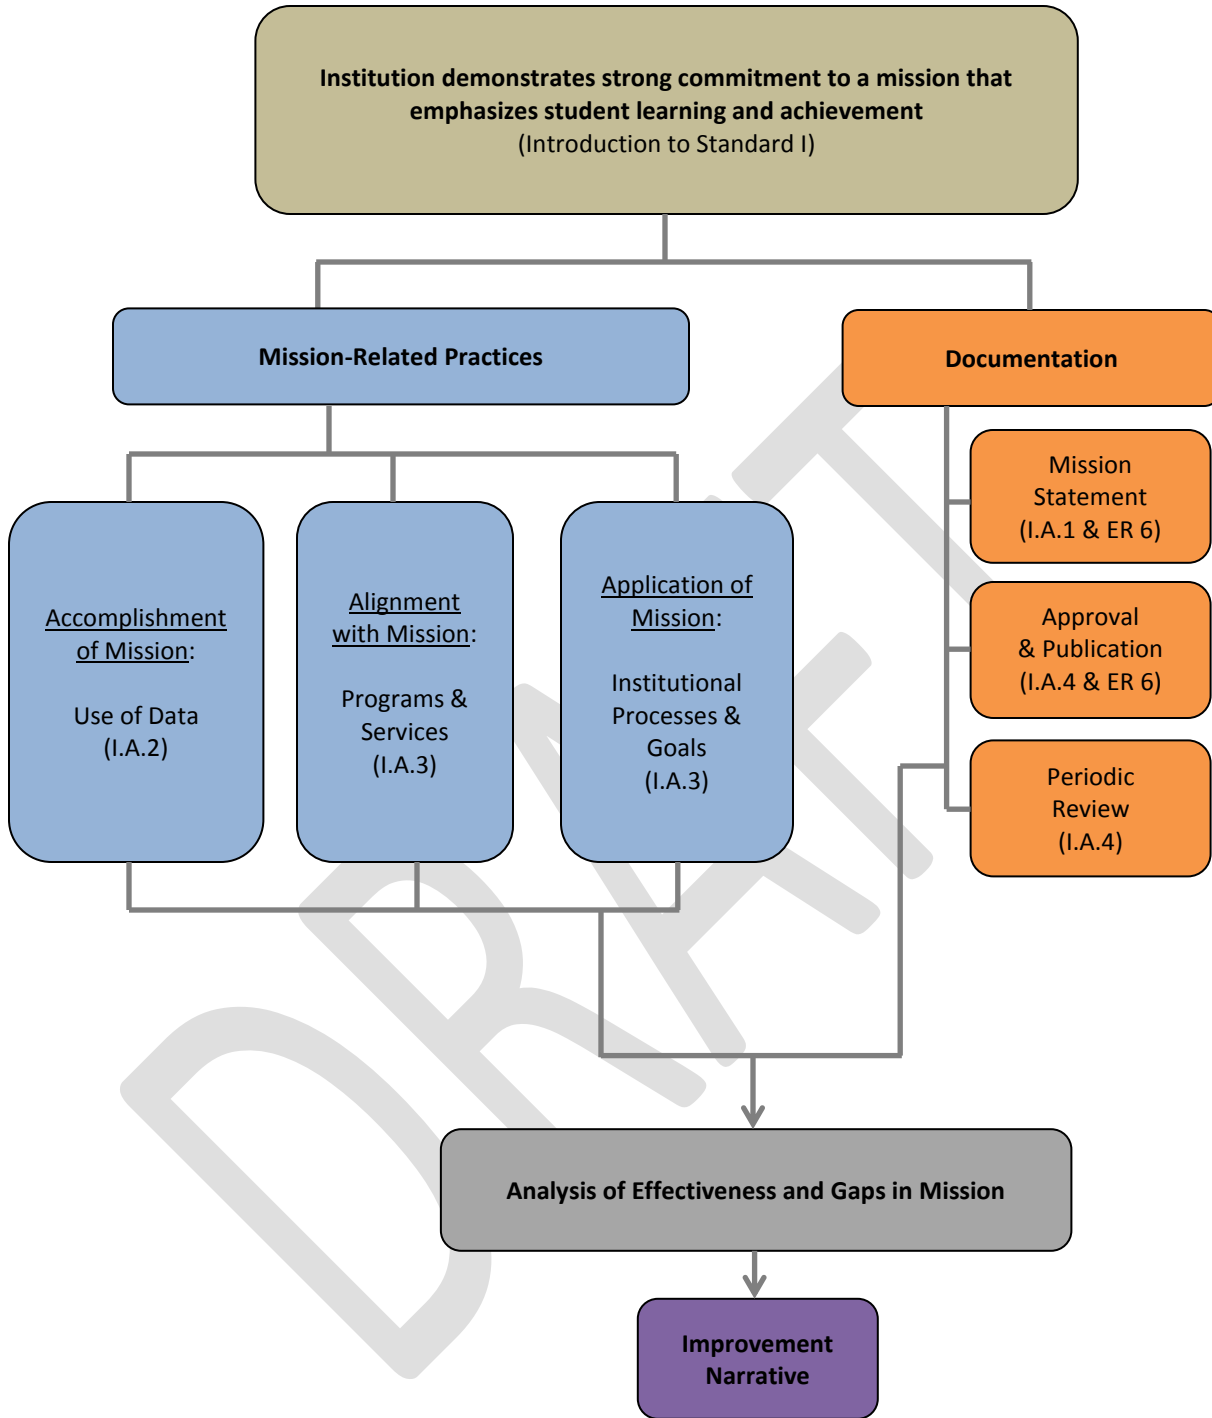 Institution demonstrates strong commitment to a mission that
emphasizes student learning and achievement
(Introduction to Standard I)
Mission-Related Practices
Documentation
Accomplishment
of Mission:
Use of Data
(I.A.2)
Alignment
with Mission:
Programs &
Services
(I.A.3)
Application of
Mission:
Institutional
Processes &
Goals
(I.A.3)
Mission
Statement
(I.A.1 & ER 6)
Approval
& Publication
(I.A.4 & ER 6)
Periodic
Review
(I.A.4)
Analysis of Effectiveness and Gaps in Mission
Improvement
Narrative
DRAFT